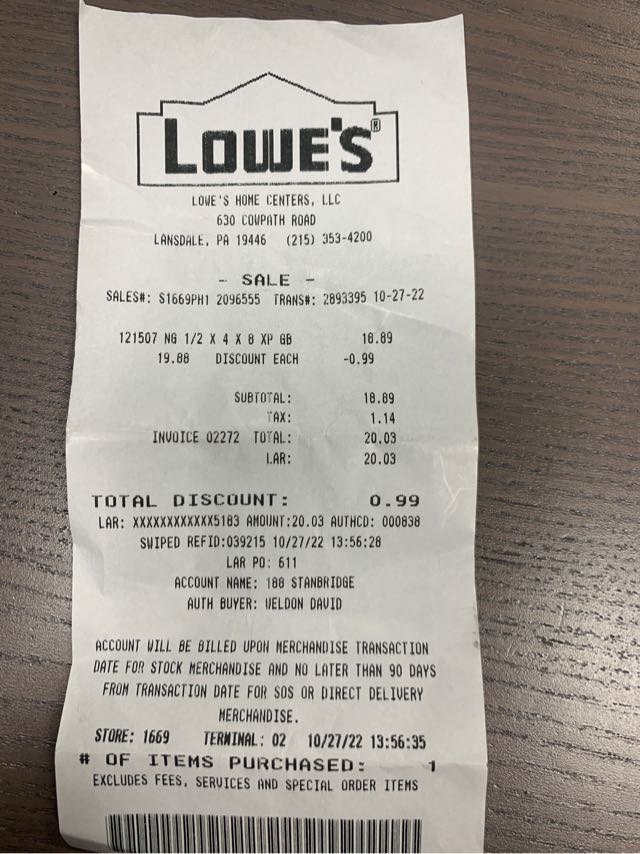 LOWE'S®
LOWE'S HOME CENTERS, LLC
630 COWPATH ROAD
LANSDALE, PA 19446 (215) 353-4200
- SALE -
SALES#: S1669PH1 2096555 TRANS#: 2893395 10-27-22
121507 NG 1/2 X 4 X 8 XP GB 18.89
19.88 DISCOUNT EACH -0.99
SUBTOTAL: 18.89
TAX: 1.14
INVOICE 02272 TOTAL: 20.03
LAR: 20.03
TOTAL DISCOUNT: 0.99
LAR: XXXXXXXXXXXX5183 AMOUNT:20.03 AUTHCD: 000838
SWIPED REFID:039215 10/27/22 13:56:28
LAR PO: 611
ACCOUNT NAME: 188 STANBRIDGE
AUTH BUYER: WELDON DAVID
ACCOUNT WILL BE BILLED UPON MERCHANDISE TRANSACTION
DATE FOR STOCK MERCHANDISE AND NO LATER THAN 90 DAYS
FROM TRANSACTION DATE FOR SOS OR DIRECT DELIVERY
MERCHANDISE.
STORE: 1669 TERMINAL: 02 10/27/22 13:56:35
# OF ITEMS PURCHASED: 1
EXCLUDES FEES, SERVICES AND SPECIAL ORDER ITEMS